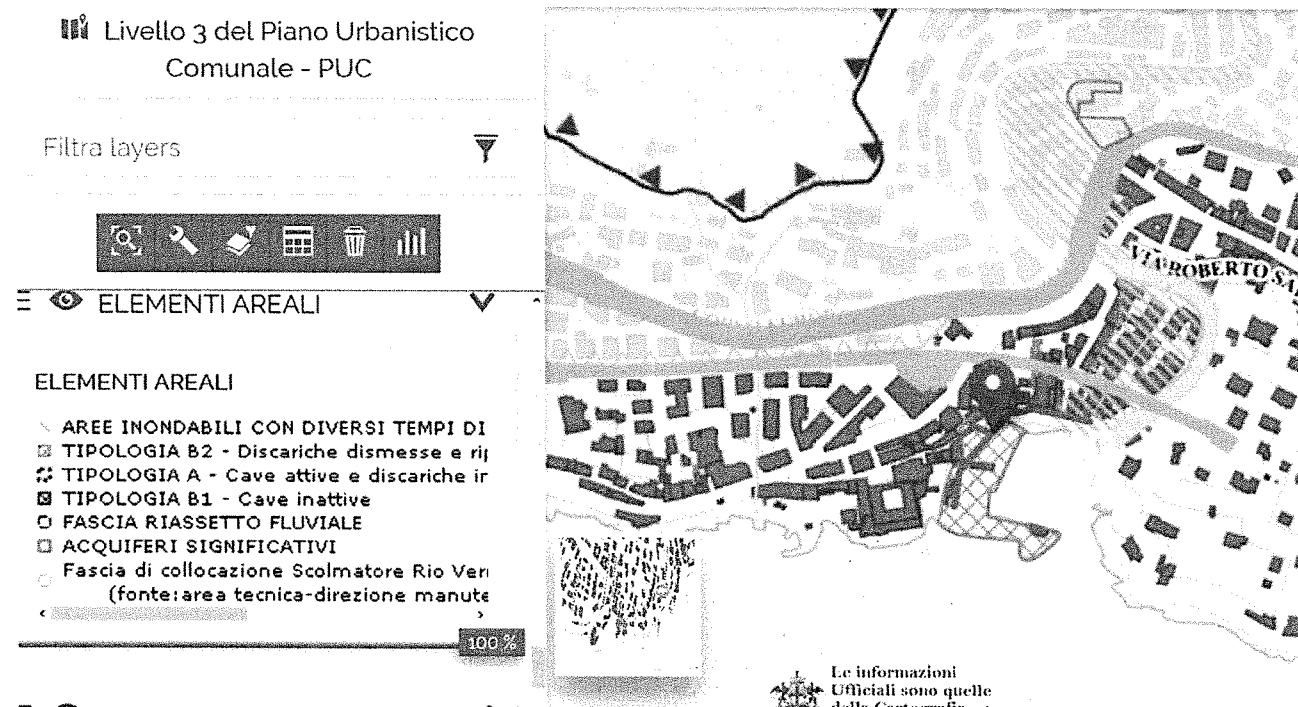 Livello 3 del Piano Urbanistico
Comunale - PUC
Filtra layers
ELEMENTI AREALI
ELEMENTI AREALI
AREE INONDABILI CON DIVERSI TEMPI DI
TIPOLOGIA B2 - Discariche dismesse e
TIPOLOGIA A - Cave attive e discariche
TIPOLOGIA B1 - Cave inattive
FASCIA RIASSETTO FLUVIALE
ACQUIFERI SIGNIFICATIVI
Fascia di collocazione Scolmatore Rio
(fonte:area tecnica-direzione
100 %
VIA ROBERTO
Le informazioni
Ufficiali sono quelle
della Cartografia